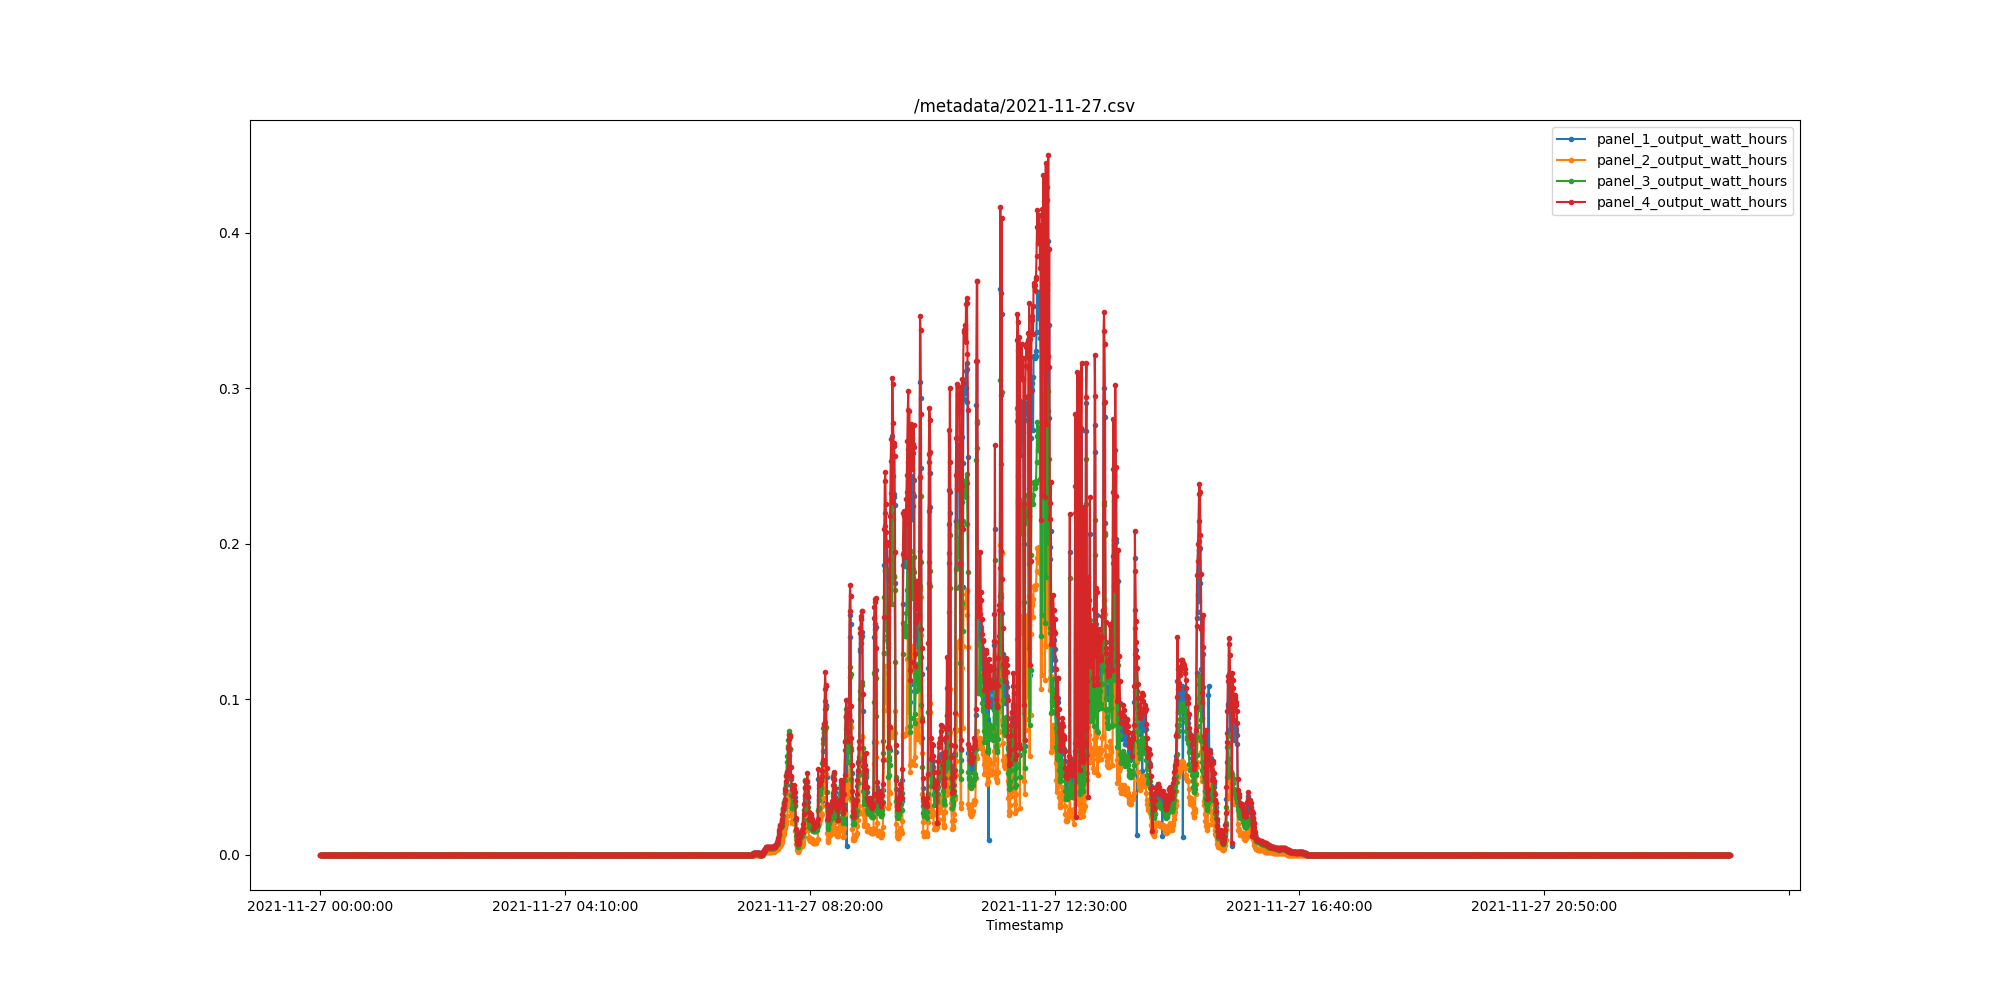 /metadata/2021-11-27.csv
panel_1_output_watt_hours
panel_2_output_watt_hours
panel_3_output_watt_hours
panel_4_output_watt_hours
0.4
0.3
0.2
0.1
0.0
2021-11-27 00:00:00 2021-11-27 04:10:00 2021-11-27 08:20:00 2021-11-27 12:30:00 2021-11-27 16:40:00 2021-11-27 20:50:00
Timestamp